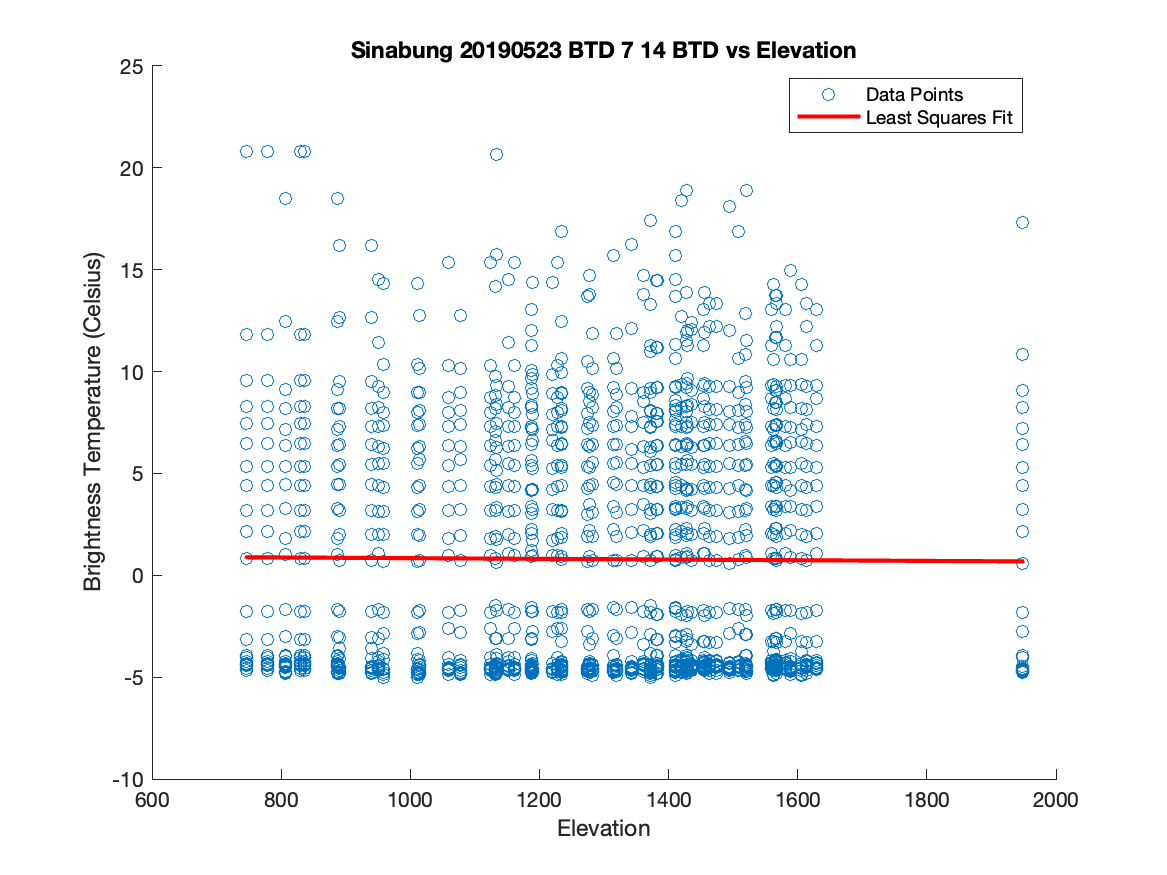 Sinabung 20190523 BTD 7 14 BTD vs Elevation
Data Points
Least Squares Fit
25
20
15
10
5
0
-5
-10
Brightness Temperature (Celsius)
600 800 1000 1200 1400 1600 1800 2000
Elevation